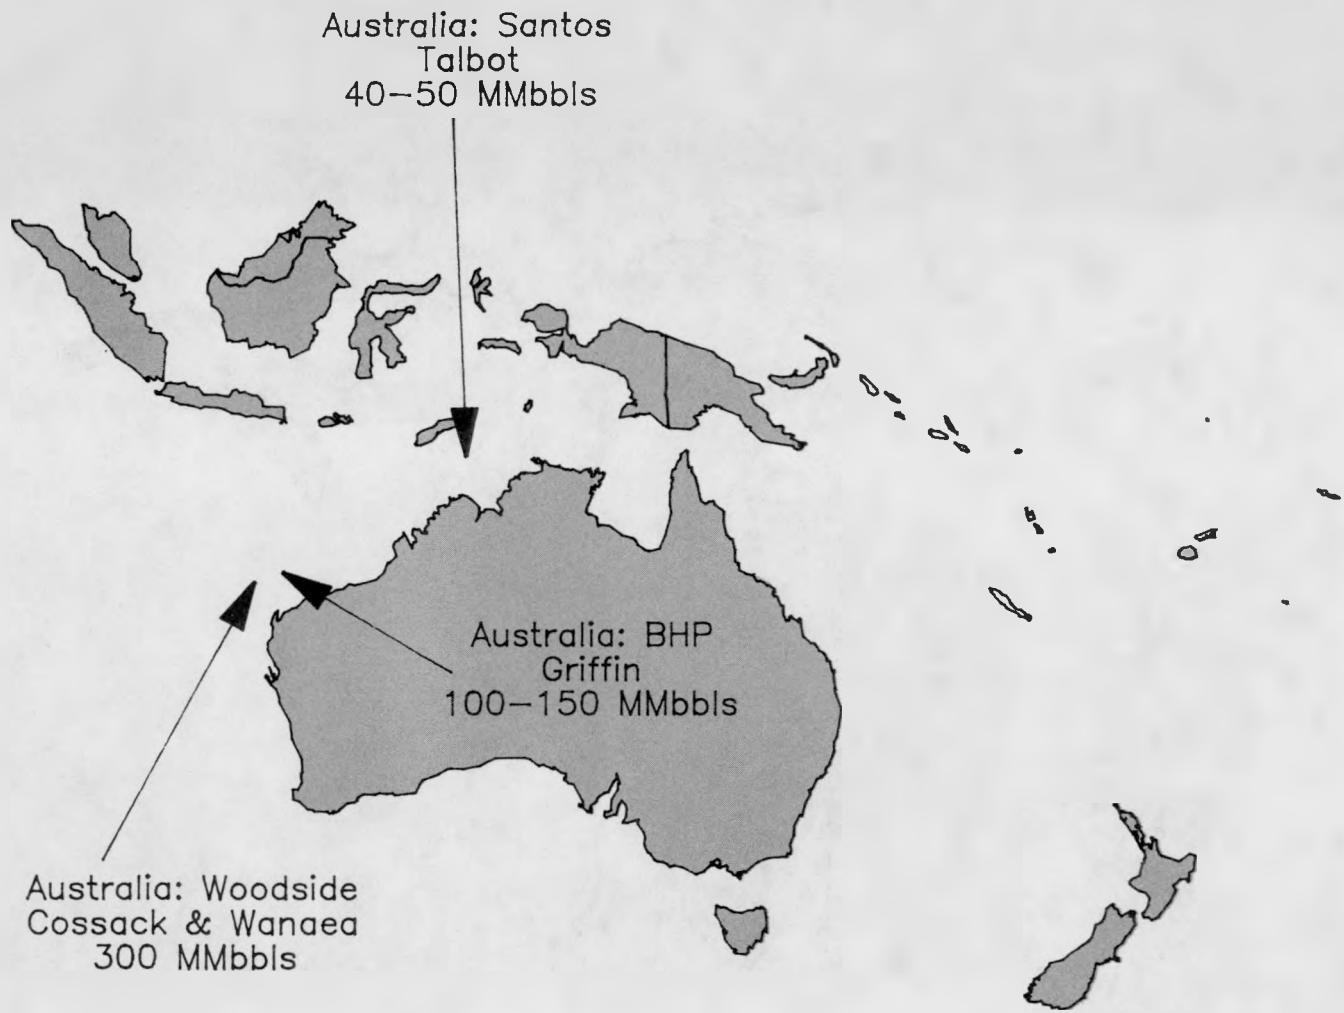 Australia: Santos
Talbot
40-50 MMbbls
Australia: BHP
Griffin
100-150 MMbbls
Australia: Woodside
Cossack & Wanaea
300 MMbbls